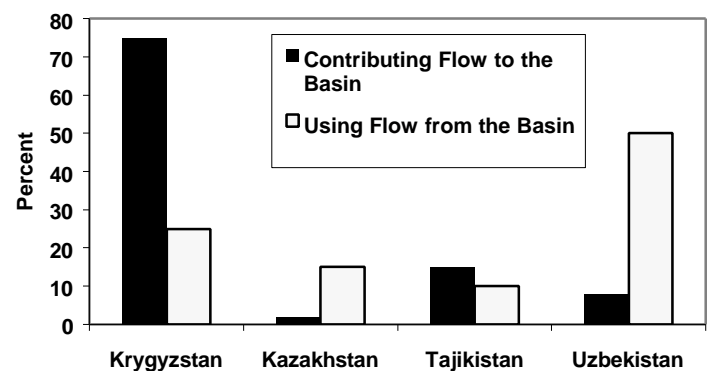 80
70
60
50
40
30
20
10
0
Percent
Contributing Flow to the
Basin
Using Flow from the Basin
Krygyzstan Kazakhstan Tajikistan Uzbekistan